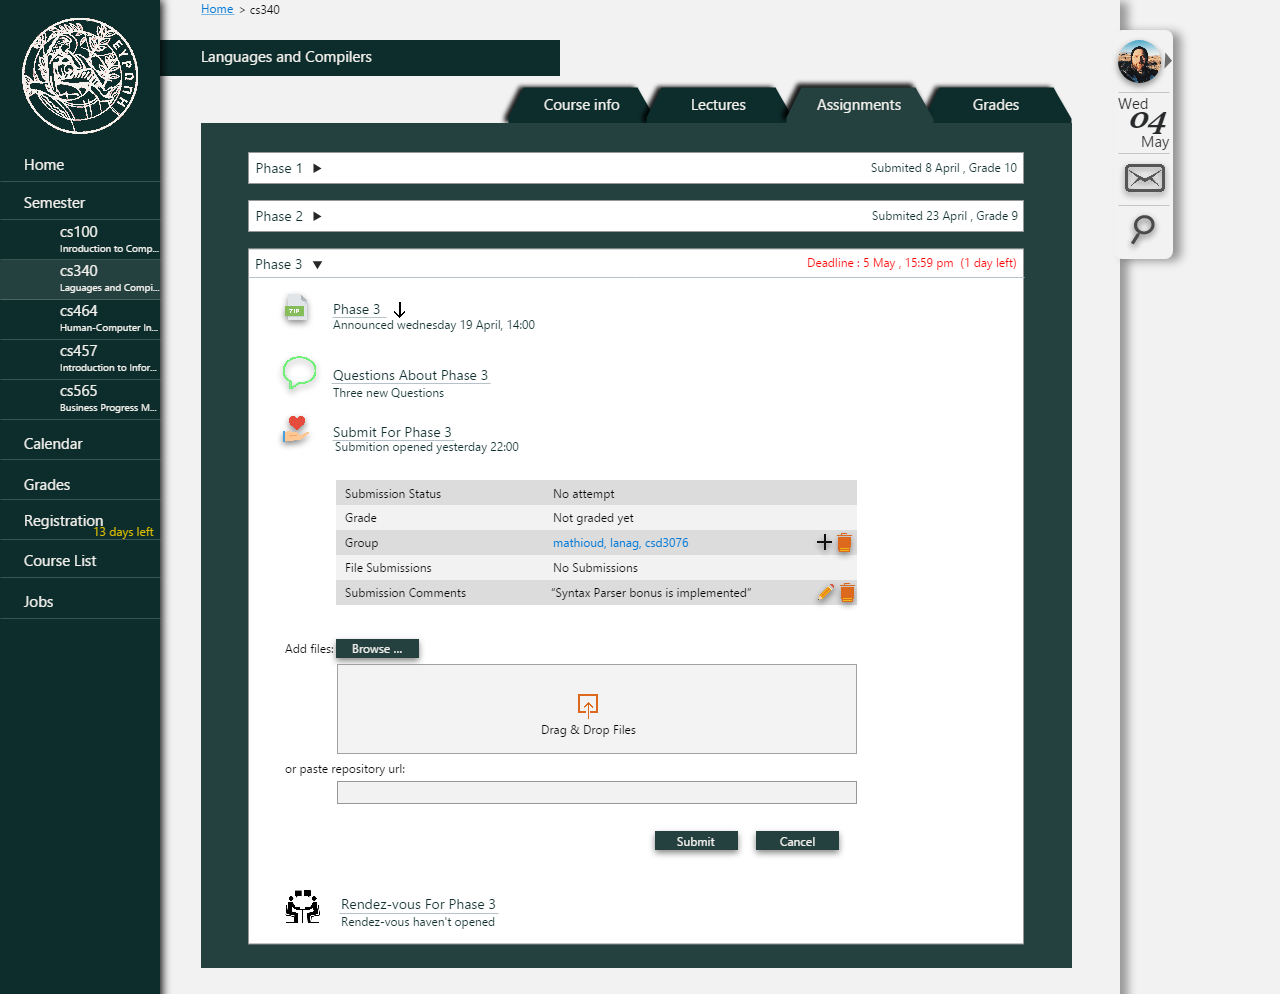 Home > cs340
Languages and Compilers
Course info
Lectures
Assignments
Grades
ΕΥΡΩΠΗ
Home
Semester
cs100
Inroduction to Comp...
cs340
Laguages and Compi...
cs464
Human-Computer In...
cs457
Introduction to Infor...
cs565
Business Progress M...
Calendar
Grades
Registration
13 days left
Course List
Jobs
Phase 1
Submited 8 April , Grade 10
Phase 2
Submited 23 April , Grade 9
Phase 3
Deadline : 5 May , 15:59 pm (1 day left)
ZIP
Phase 3
Announced wednesday 19 April, 14:00
Questions About Phase 3
Three new Questions
Submit For Phase 3
Submition opened yesterday 22:00
Submission Status No attempt
Grade Not graded yet
Group mathioud, lanag, csd3076
File Submissions No Submissions
Submission Comments “Syntax Parser bonus is implemented”
Add files: Browse ...
Drag & Drop Files
or paste repository url:
Submit Cancel
Rendez-vous For Phase 3
Rendez-vous haven't opened
Wed
04
May